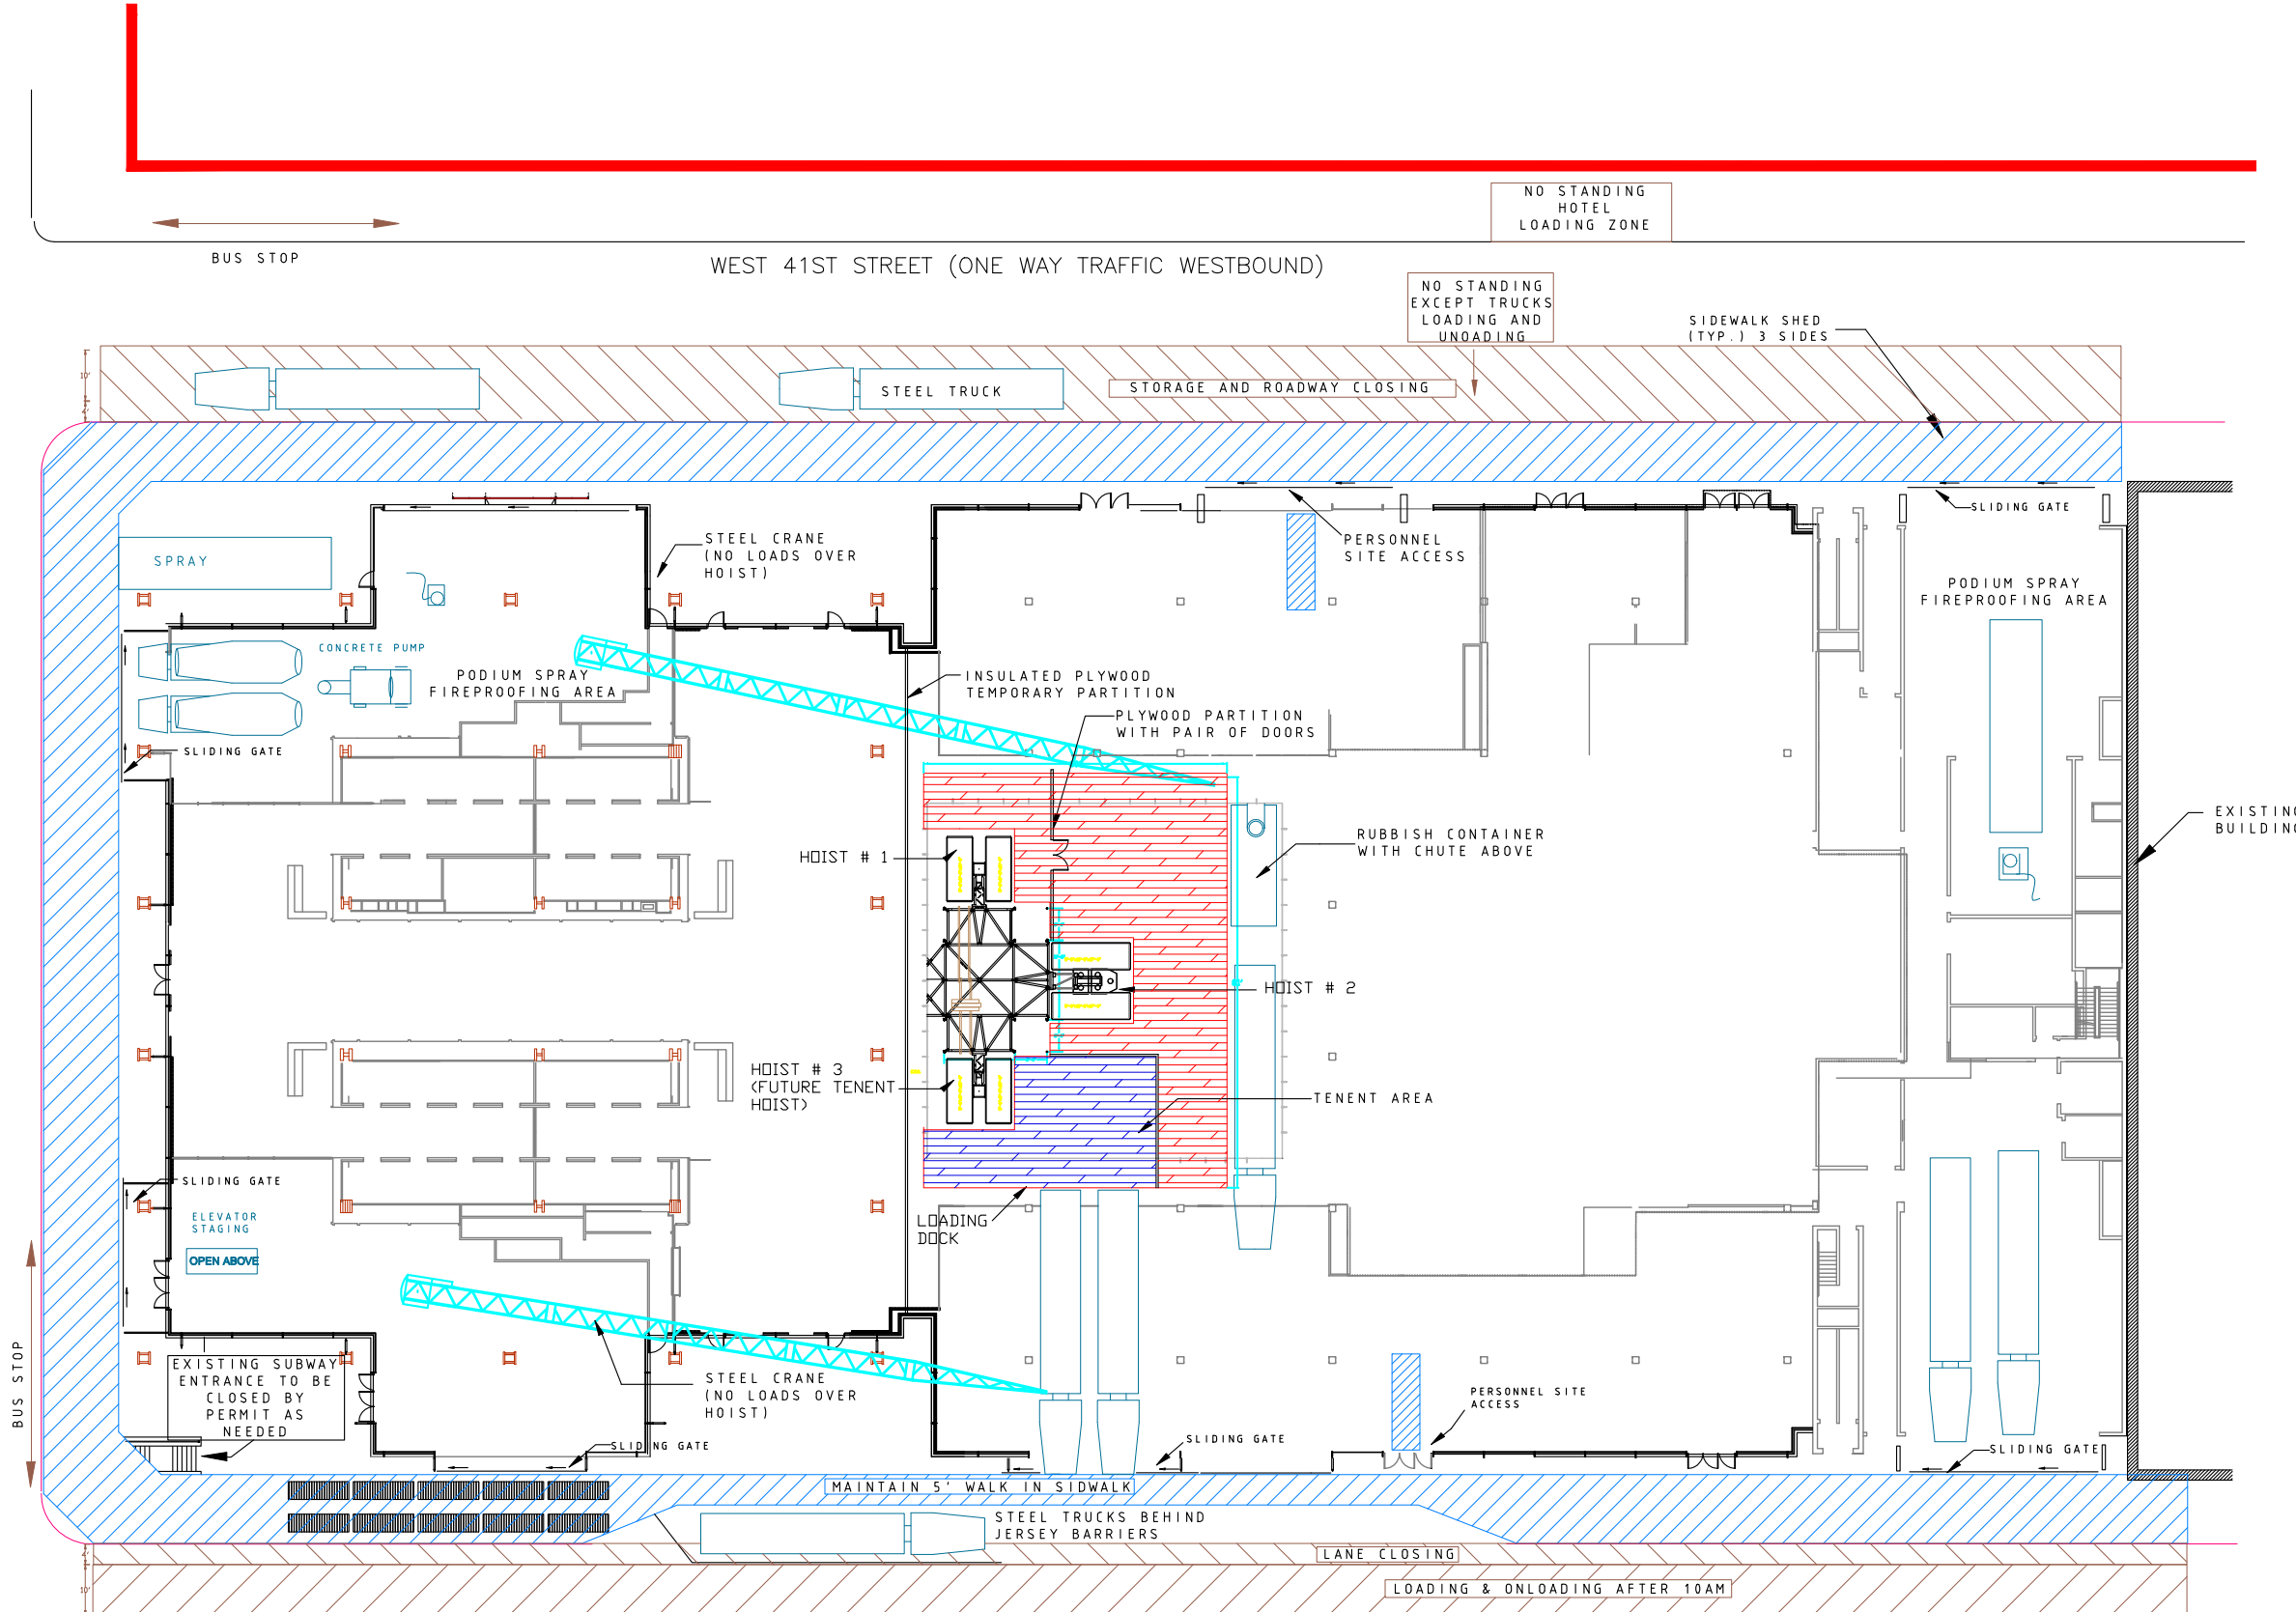 NO STANDING
HOTEL
LOADING ZONE
BUS STOP
WEST 41ST STREET (ONE WAY TRAFFIC WESTBOUND)
NO STANDING
EXCEPT TRUCKS
LOADING AND
UNOADING
SIDEWALK SHED
(TYP.) 3 SIDES
10'
2'
STEEL TRUCK
STORAGE AND ROADWAY CLOSING
SLIDING GATE
STEEL CRANE
(NO LOADS OVER
HOIST)
PERSONNEL
SITE ACCESS
SPRAY
PODIUM SPRAY
FIREPROOFING AREA
CONCRETE PUMP
PODIUM SPRAY
FIREPROOFING AREA
INSULATED PLYWOOD
TEMPORARY PARTITION
PLYWOOD PARTITION
WITH PAIR OF DOORS
SLIDING GATE
EXISTING
BUILDING
RUBBISH CONTAINER
WITH CHUTE ABOVE
HOIST # 1
HOIST # 2
HOIST # 3
(FUTURE TENENT
HOIST)
TENENT AREA
SLIDING GATE
ELEVATOR
STAGING
OPEN ABOVE
LOADING
DOCK
BUS STOP
EXISTING SUBWAY
ENTRANCE TO BE
CLOSED BY
PERMIT AS
NEEDED
STEEL CRANE
(NO LOADS OVER
HOIST)
PERSONNEL SITE
ACCESS
SLIDING GATE
SLIDING GATE
SLIDING GATE
MAINTAIN 5' WALK IN SIDWALK
STEEL TRUCKS BEHIND
JERSEY BARRIERS
2'
LANE CLOSING
10'
LOADING & ONLOADING AFTER 10AM